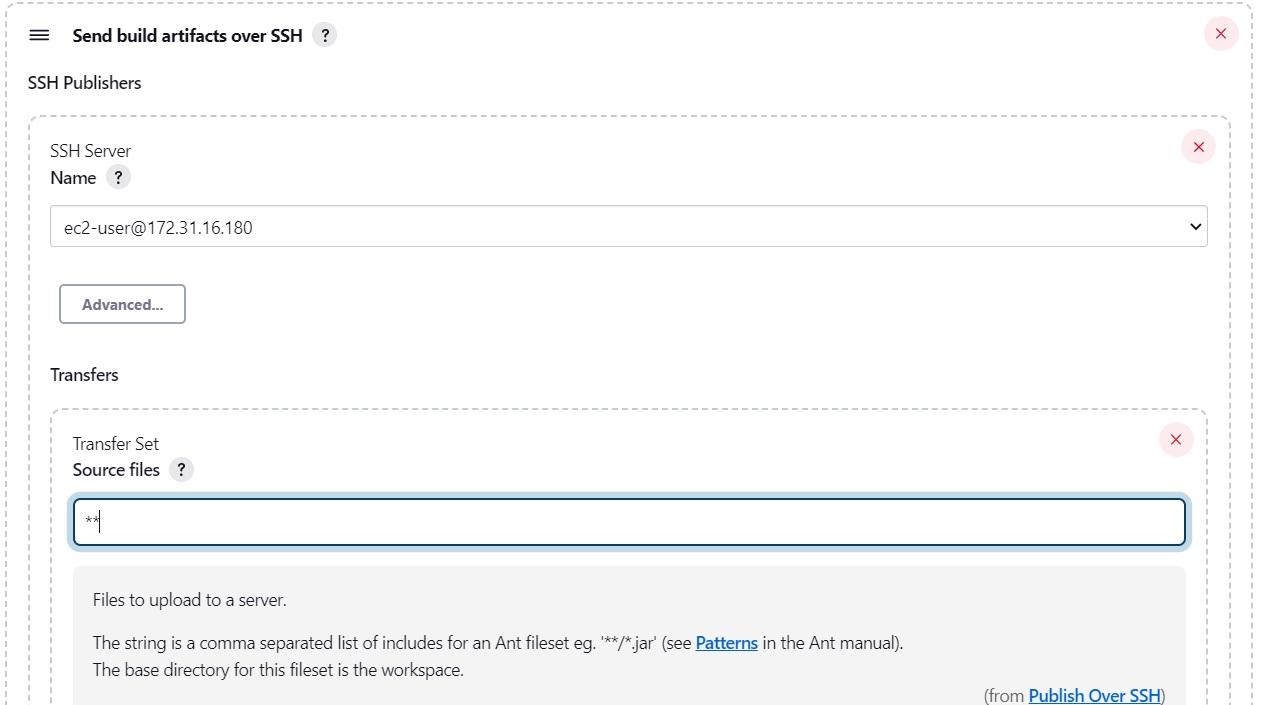 Send build artifacts over SSH ?
SSH Publishers
SSH Server
Name ?
ec2-user@172.31.16.180
Advanced...
Transfers
Transfer Set
Source files ?
**
Files to upload to a server.
The string is a comma separated list of includes for an Ant fileset eg. '**/*.jar' (see Patterns in the Ant manual).
The base directory for this fileset is the workspace.
(from Publish Over SSH)